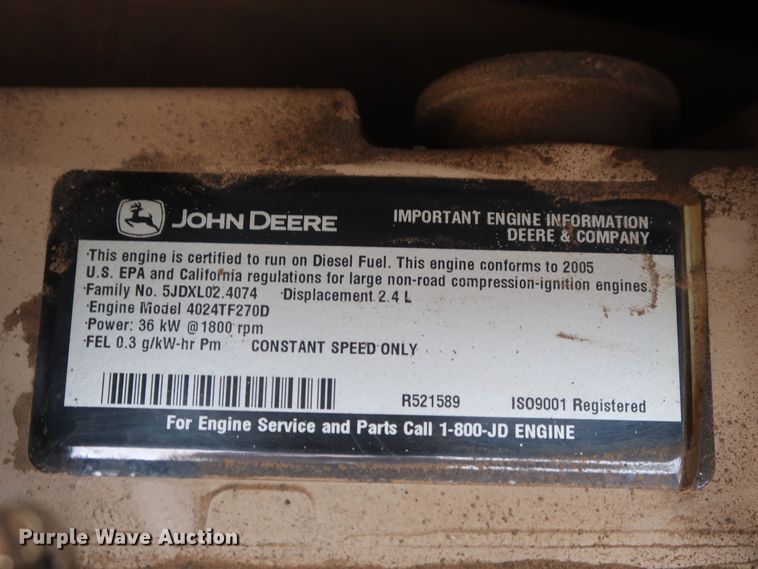 JOHN DEERE
IMPORTANT ENGINE INFORMATION
DEERE & COMPANY
This engine is certified to run on Diesel Fuel. This engine conforms to 2005
U.S. EPA and California regulations for large non-road compression-ignition engines.
Family No. 5JDXL02.4074 Displacement 2.4 L
Engine Model 4024TF270D
Power: 36 kW @ 1800 rpm
FEL 0.3 g/kW-hr Pm CONSTANT SPEED ONLY
R521589 ISO9001 Registered
For Engine Service and Parts Call 1-800-JD ENGINE
Purple Wave Auction